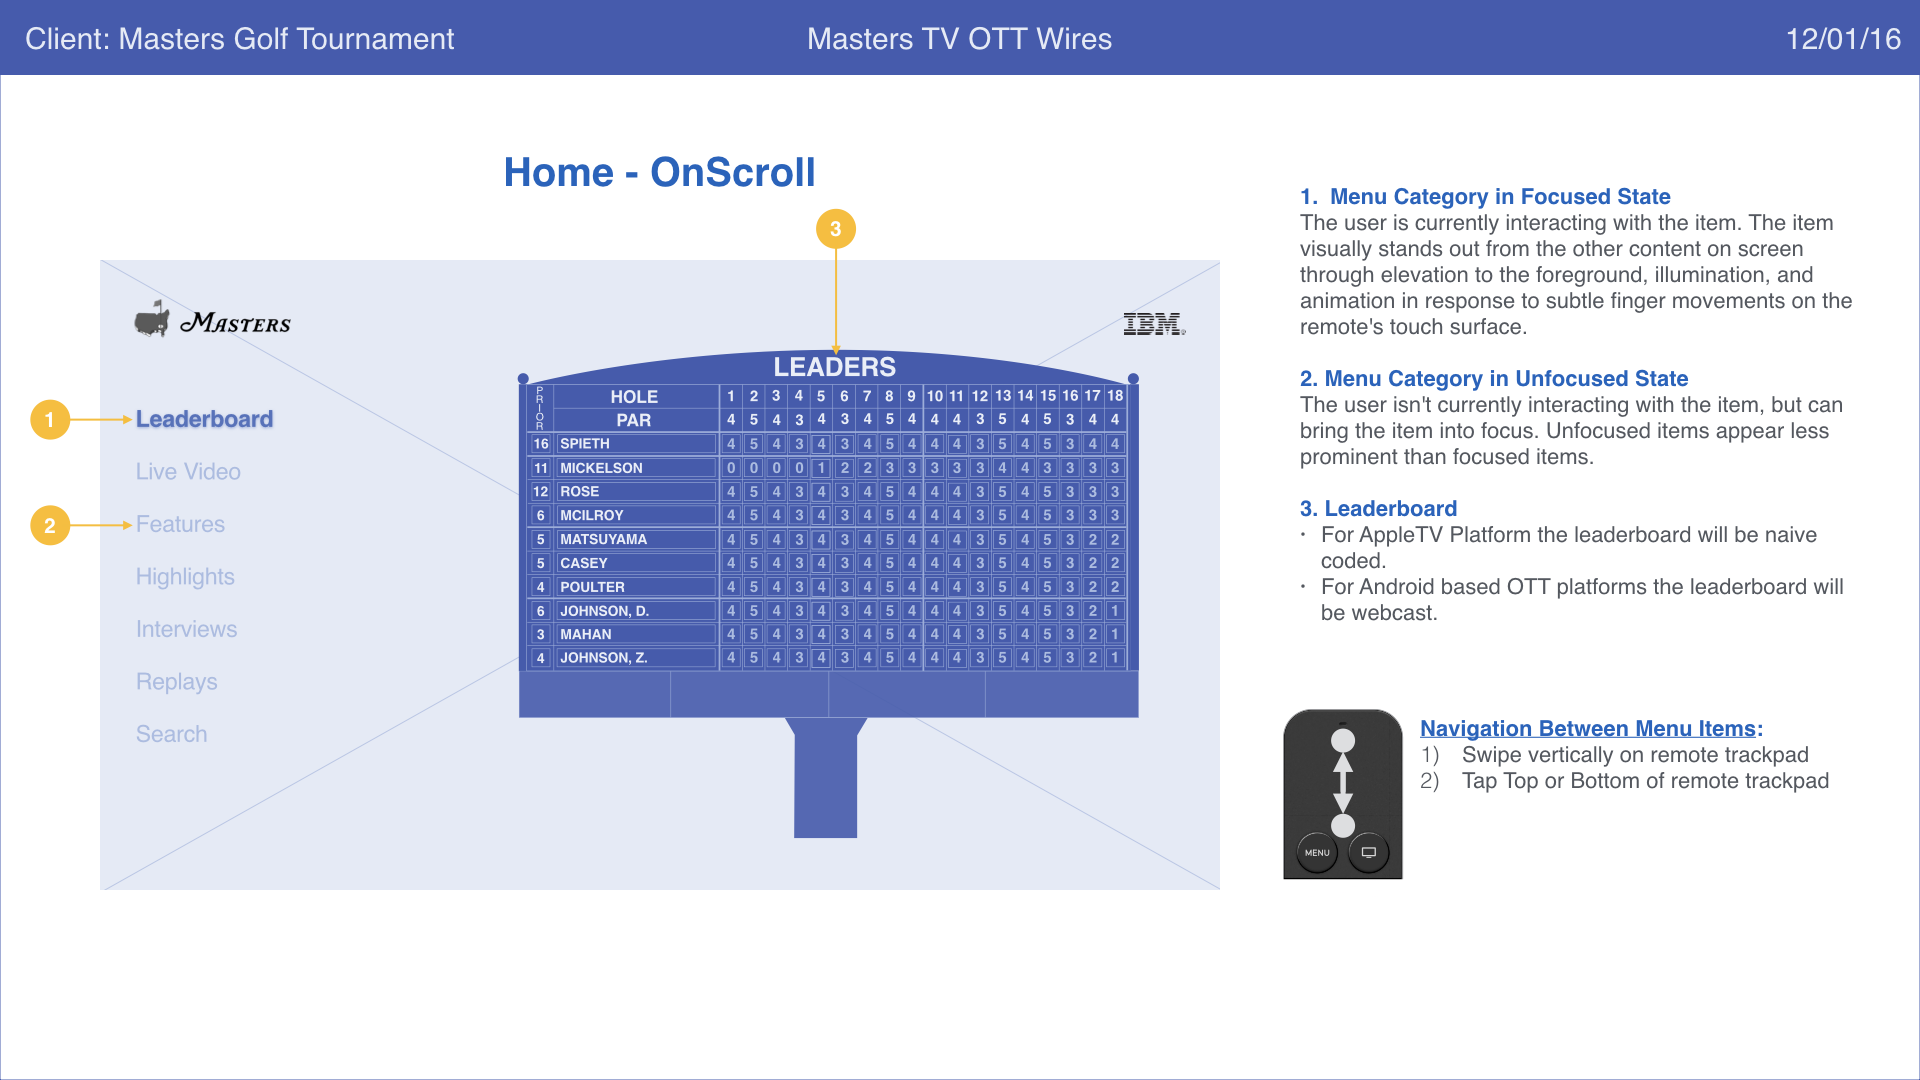 Client: Masters Golf Tournament
Masters TV OTT Wires
12/01/16
Home - OnScroll
3
MASTERS
IBM.
1
Leaderboard
Live Video
2
Features
Highlights
Interviews
Replays
Search
LEADERS
PRIOR
HOLE 1 2 3 4 5 6 7 8 9 10 11 12 13 14 15 16 17 18
PAR 4 5 4 3 4 3 4 5 4 4 4 3 5 4 5 3 4 4
16 SPIETH 4 5 4 3 4 3 4 5 4 4 4 3 5 4 5 3 4 4
11 MICKELSON 0 0 0 0 1 2 2 3 3 3 3 3 4 4 3 3 3 3
12 ROSE 4 5 4 3 4 3 4 5 4 4 4 3 5 4 5 3 3 3
6 MCILROY 4 5 4 3 4 3 4 5 4 4 4 3 5 4 5 3 3 3
5 MATSUYAMA 4 5 4 3 4 3 4 5 4 4 4 3 5 4 5 3 2 2
5 CASEY 4 5 4 3 4 3 4 5 4 4 4 3 5 4 5 3 2 2
4 POULTER 4 5 4 3 4 3 4 5 4 4 4 3 5 4 5 3 2 2
6 JOHNSON, D. 4 5 4 3 4 3 4 5 4 4 4 3 5 4 5 3 2 1
3 MAHAN 4 5 4 3 4 3 4 5 4 4 4 3 5 4 5 3 2 1
4 JOHNSON, Z. 4 5 4 3 4 3 4 5 4 4 4 3 5 4 5 3 2 1
1. Menu Category in Focused State
The user is currently interacting with the item. The item
visually stands out from the other content on screen
through elevation to the foreground, illumination, and
animation in response to subtle finger movements on the
remote's touch surface.
2. Menu Category in Unfocused State
The user isn't currently interacting with the item, but can
bring the item into focus. Unfocused items appear less
prominent than focused items.
3. Leaderboard
· For AppleTV Platform the leaderboard will be naive
coded.
· For Android based OTT platforms the leaderboard will
be webcast.
MENU
Navigation Between Menu Items:
1) Swipe vertically on remote trackpad
2) Tap Top or Bottom of remote trackpad